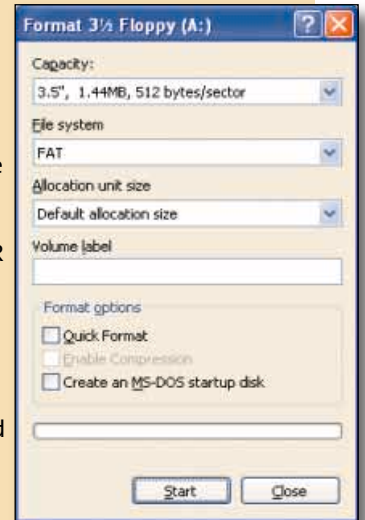 Format 3½ Floppy (A:)
Capacity:
3.5", 1.44MB, 512 bytes/sector
File system
FAT
Allocation unit size
Default allocation size
Volume label
Format options
Quick Format
Enable Compression
Create an MS-DOS startup disk
Start
Close